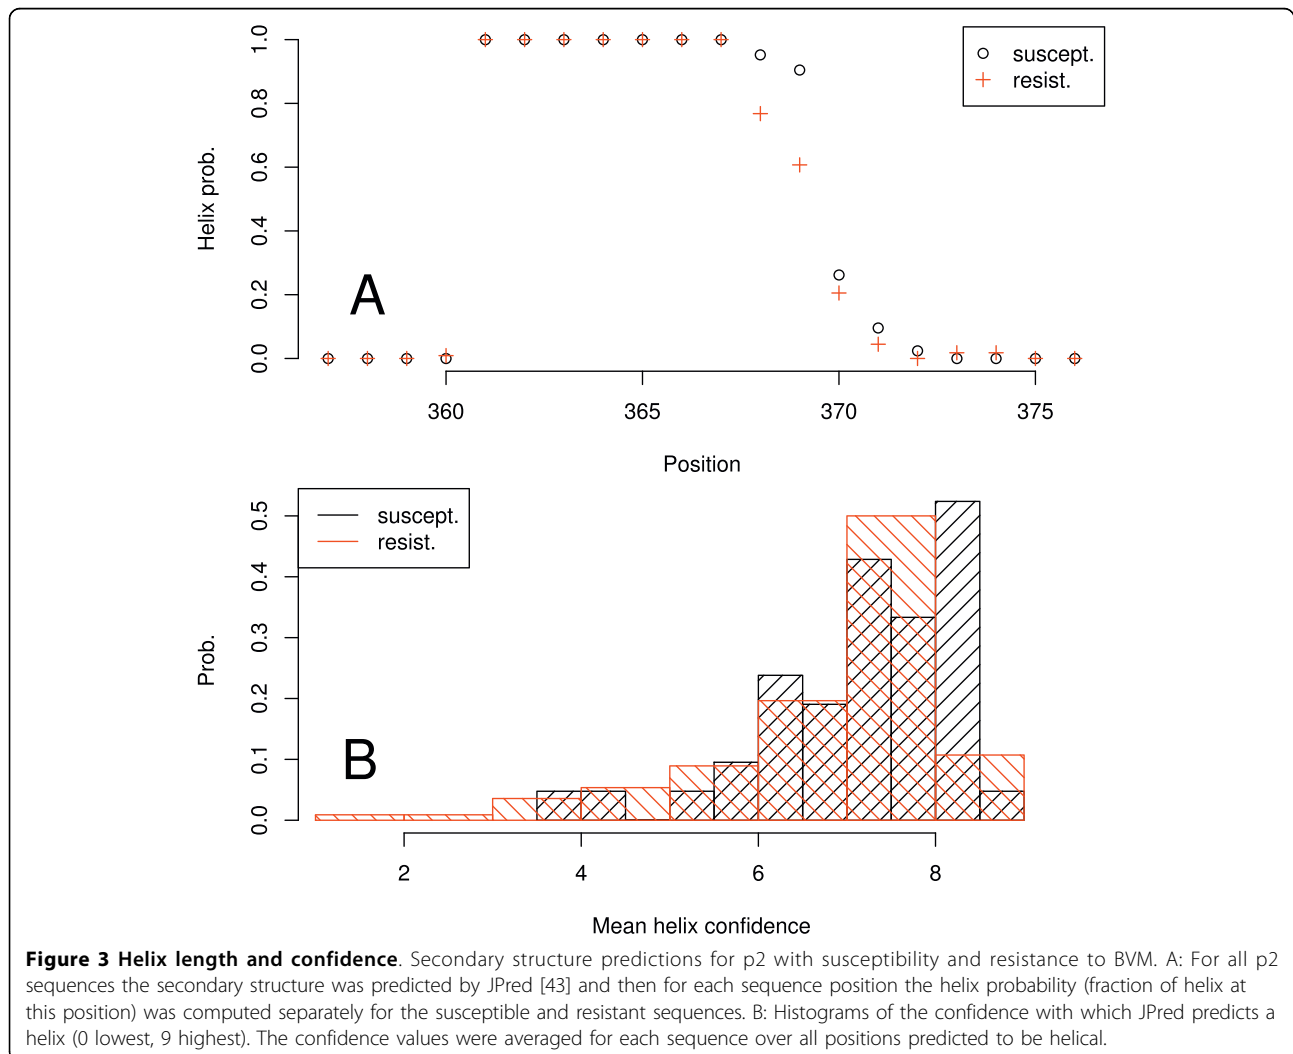 suscept.
resist.
1.0
0.8
0.6
0.4
0.2
0.0
Helix prob.
A
360 365 370 375
Position
suscept.
resist.
0.5
0.4
0.3
0.2
0.1
0.0
Prob.
B
2 4 6 8
Mean helix confidence
Figure 3 Helix length and confidence. Secondary structure predictions for p2 with susceptibility and resistance to BVM. A: For all p2
sequences the secondary structure was predicted by JPred [43] and then for each sequence position the helix probability (fraction of helix at
this position) was computed separately for the susceptible and resistant sequences. B: Histograms of the confidence with which JPred predicts a
helix (0 lowest, 9 highest). The confidence values were averaged for each sequence over all positions predicted to be helical.